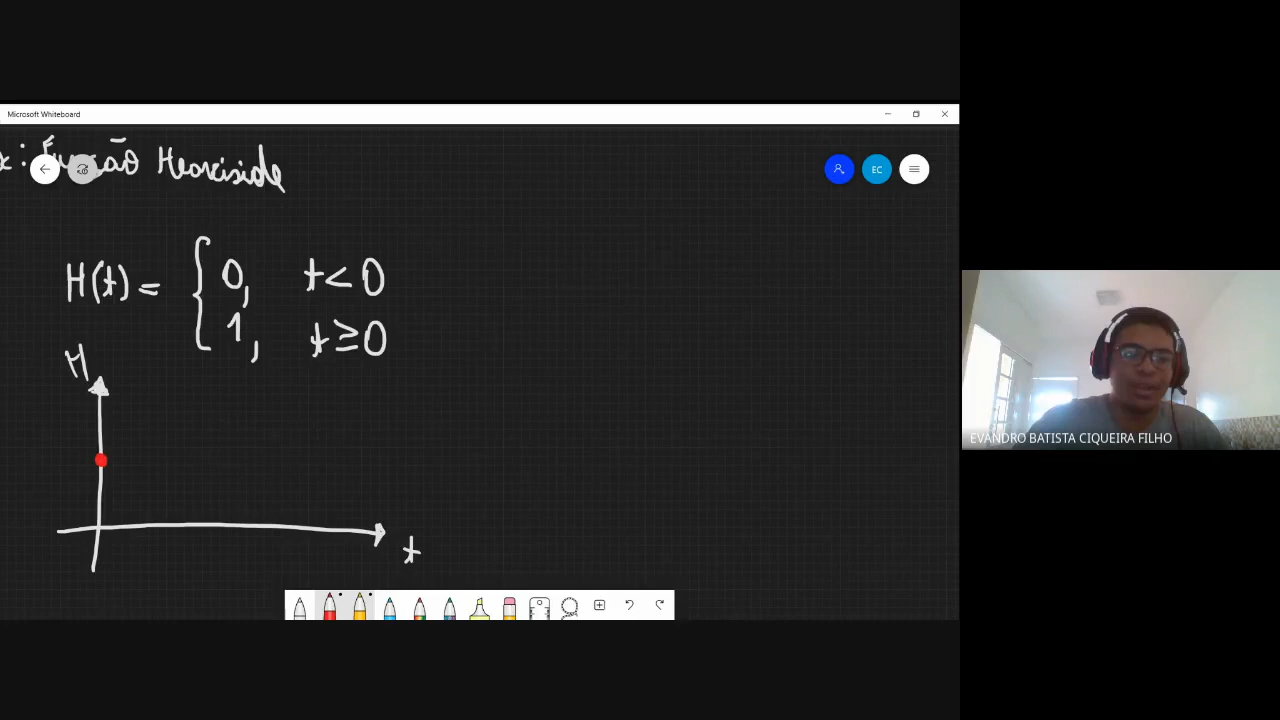 Microsoft Whiteboard
x: Função Heaviside
EC
H(t) = { 0, t < 0
1, t ≥ 0
H
t
EVANDRO BATISTA CIQUEIRA FILHO